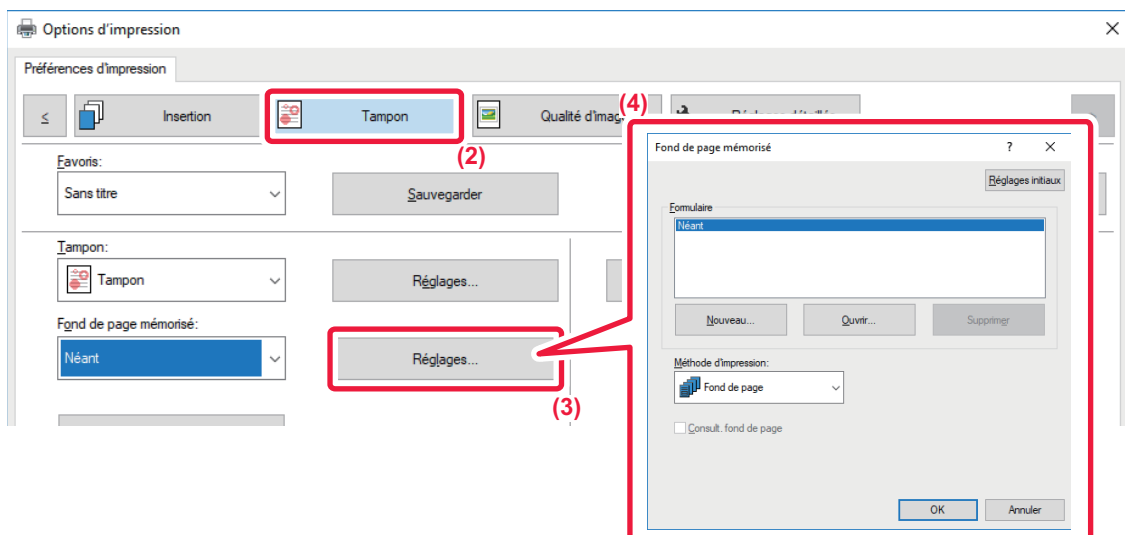 Options d'impression
Préférences d'impression
<
Insertion
Tampon
Qualité d'imag
(2)
(4)
Favoris:
Sans titre
Sauvegarder
Tampon:
Tampon
Réglages...
Fond de page mémorisé:
Néant
Réglages...
(3)
Fond de page mémorisé
?
Réglages initiaux
Formulaire
Néant
Nouveau...
Ouvrir...
Supprimer
Méthode d'impression:
Fond de page
Consult. fond de page
OK
Annuler